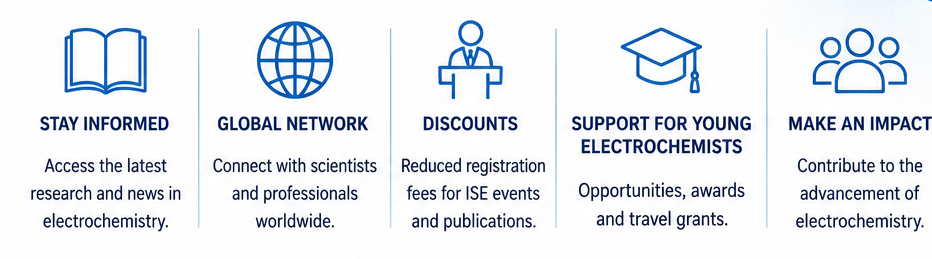 STAY INFORMED
Access the latest
research and news in
electrochemistry.
GLOBAL NETWORK
Connect with scientists
and professionals
worldwide.
DISCOUNTS
Reduced registration
fees for ISE events
and publications.
SUPPORT FOR YOUNG
ELECTROCHEMISTS
Opportunities, awards
and travel grants.
MAKE AN IMPACT
Contribute to the
advancement of
electrochemistry.